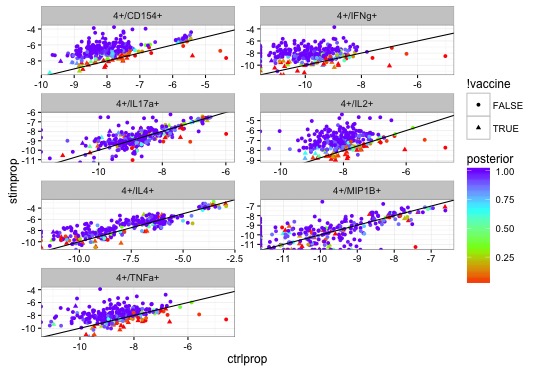 4+/CD154+
4+/IFNg+
-4
-6
-8
-10 -9 -8 -7 -6 -5
-4
-6
-8
-10
-10 -8 -6
4+/IL17a+
4+/IL2+
-6
-7
-8
-9
-10
-11
-10 -8 -6
-5
-6
-7
-8
-9
-10 -8 -6
4+/IL4+
4+/MIP1B+
-4
-6
-8
-10
-10.0 -7.5 -5.0 -2.5
-7
-8
-9
-10
-11
-11 -10 -9 -8 -7
4+/TNFa+
-4
-6
-8
-10
-10 -8 -6
stimprop
ctrlprop
!vaccine
FALSE
TRUE
posterior
1.00
0.75
0.50
0.25